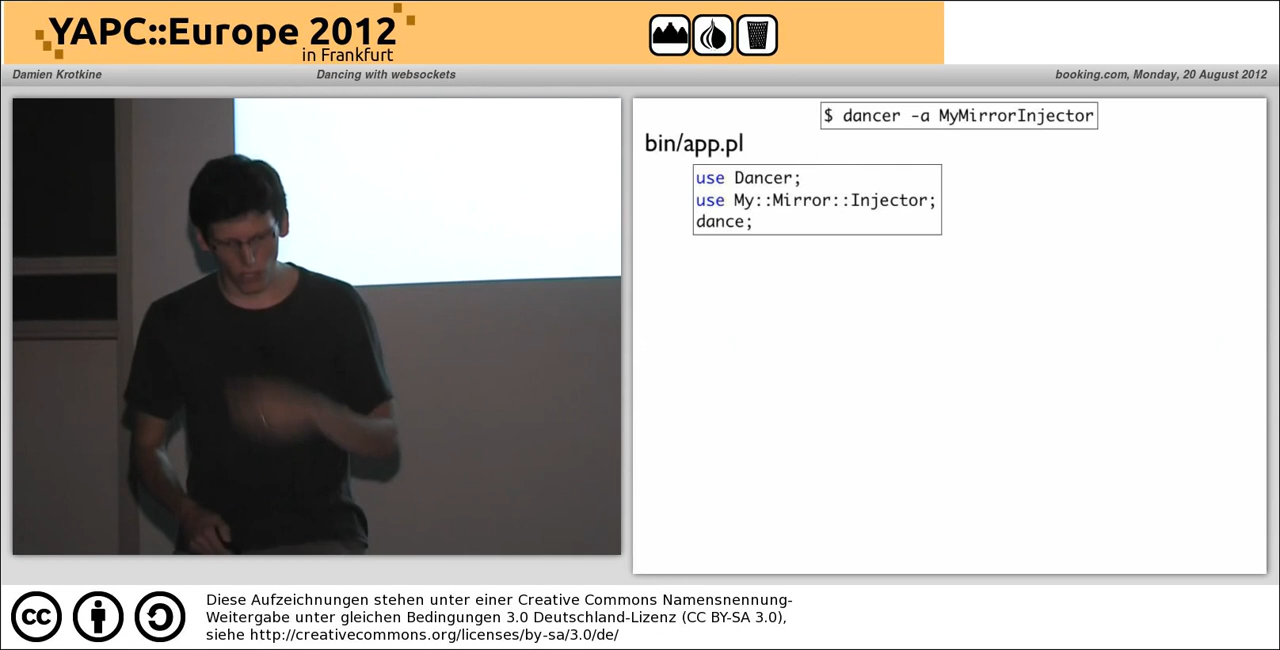 YAPC::Europe 2012
in Frankfurt
Damien Krotkine
Dancing with websockets
booking.com, Monday, 20 August 2012
$ dancer -a MyMirrorInjector
bin/app.pl
use Dancer;
use My::Mirror::Injector;
dance;
cc
Diese Aufzeichnungen stehen unter einer Creative Commons Namensnennung-
Weitergabe unter gleichen Bedingungen 3.0 Deutschland-Lizenz (CC BY-SA 3.0),
siehe http://creativecommons.org/licenses/by-sa/3.0/de/